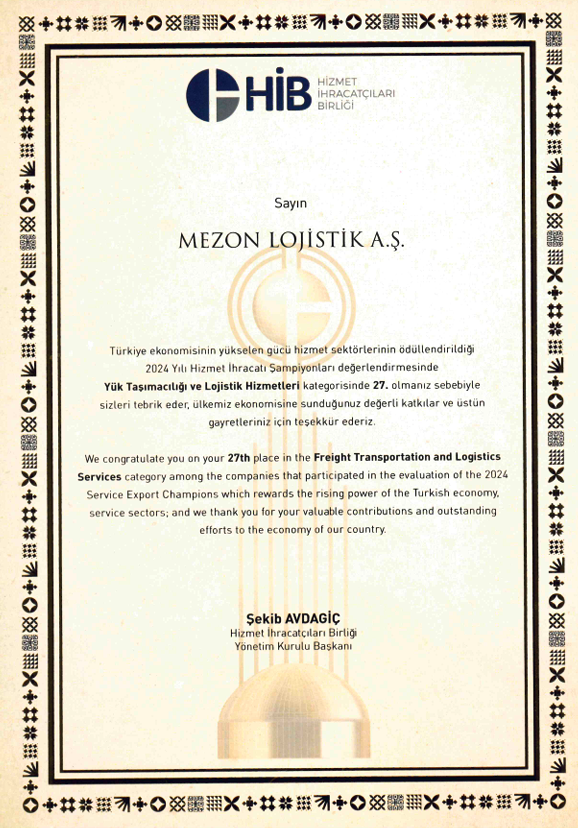 HİB
HİZMET
İHRACATÇILARI
BİRLİĞİ
Sayın
MEZON LOJİSTİK A.Ş.
Türkiye ekonomisinin yükselen gücü hizmet sektörlerinin ödüllendirildiği
2024 Yılı Hizmet İhracatı Şampiyonları değerlendirmesinde
Yük Taşımacılığı ve Lojistik Hizmetleri kategorisinde 27. olmanız sebebiyle
sizleri tebrik eder, ülkemiz ekonomisine sunduğunuz değerli katkılar ve üstün
gayretleriniz için teşekkür ederiz.
We congratulate you on your 27th place in the Freight Transportation and Logistics
Services category among the companies that participated in the evaluation of the 2024
Service Export Champions which rewards the rising power of the Turkish economy,
service sectors; and we thank you for your valuable contributions and outstanding
efforts to the economy of our country.
Şekib AVDAGİÇ
Hizmet İhracatçıları Birliği
Yönetim Kurulu Başkanı